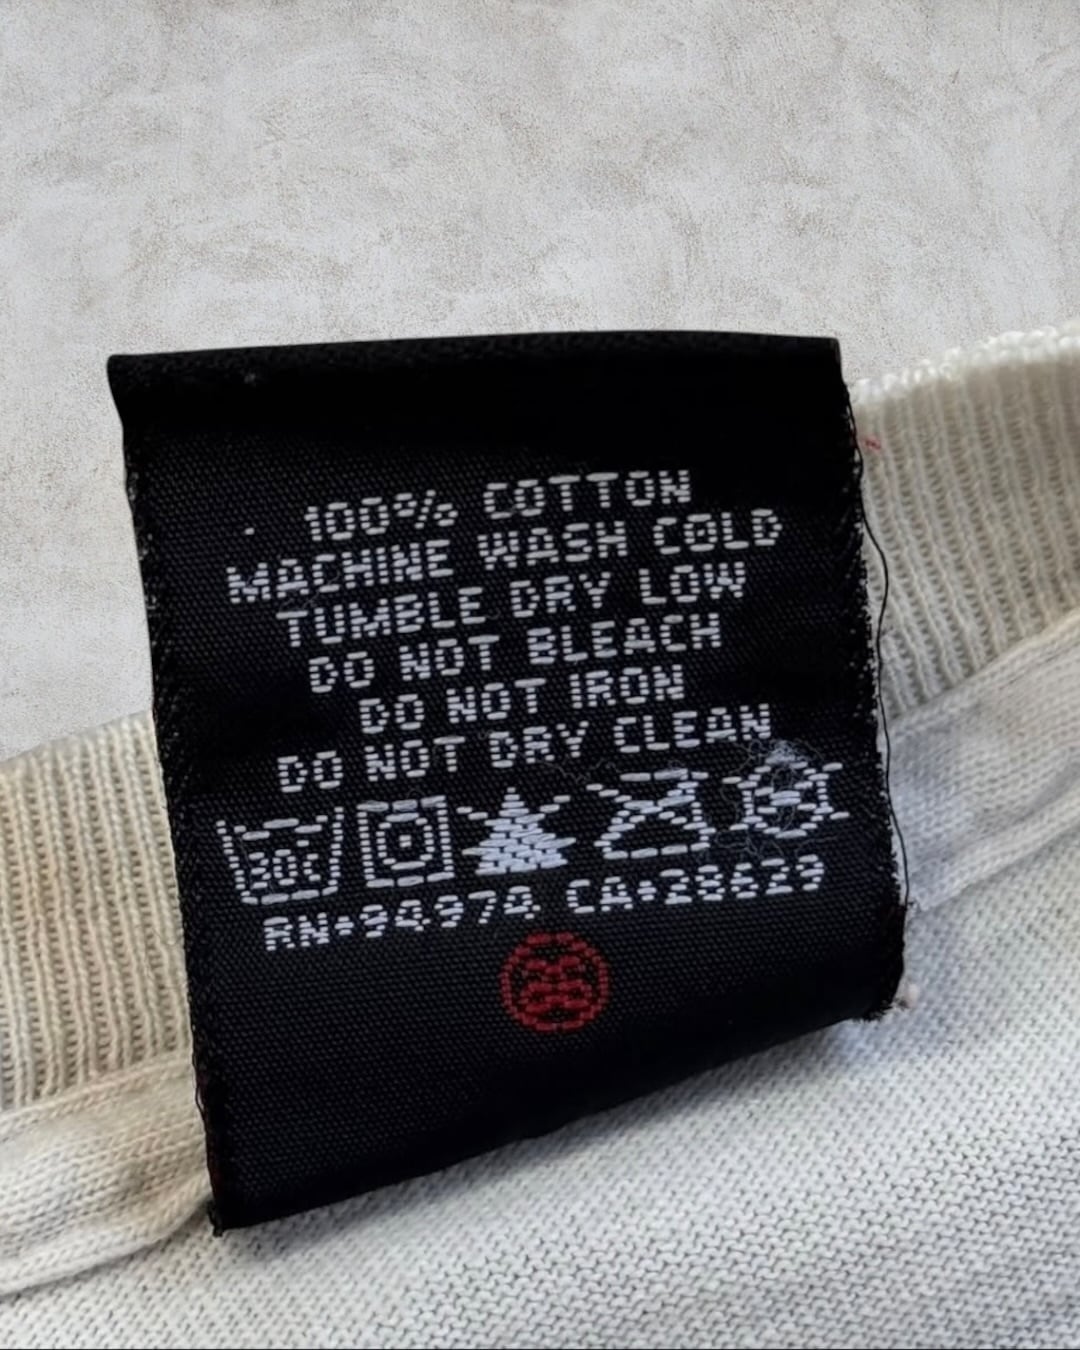 100% COTTON
MACHINE WASH COLD
TUMBLE DRY LOW
DO NOT BLEACH
DO NOT IRON
DO NOT DRY CLEAN
30c
RN*94974 CA*28629